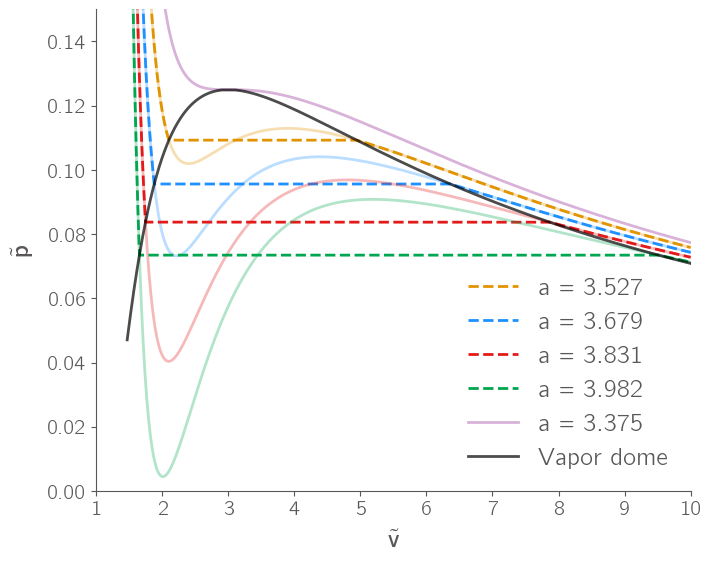 0.14
0.12
0.10
0.08
0.06
0.04
0.02
0.00
p̃
a = 3.527
a = 3.679
a = 3.831
a = 3.982
a = 3.375
Vapor dome
1 2 3 4 5 6 7 8 9 10
ṽ